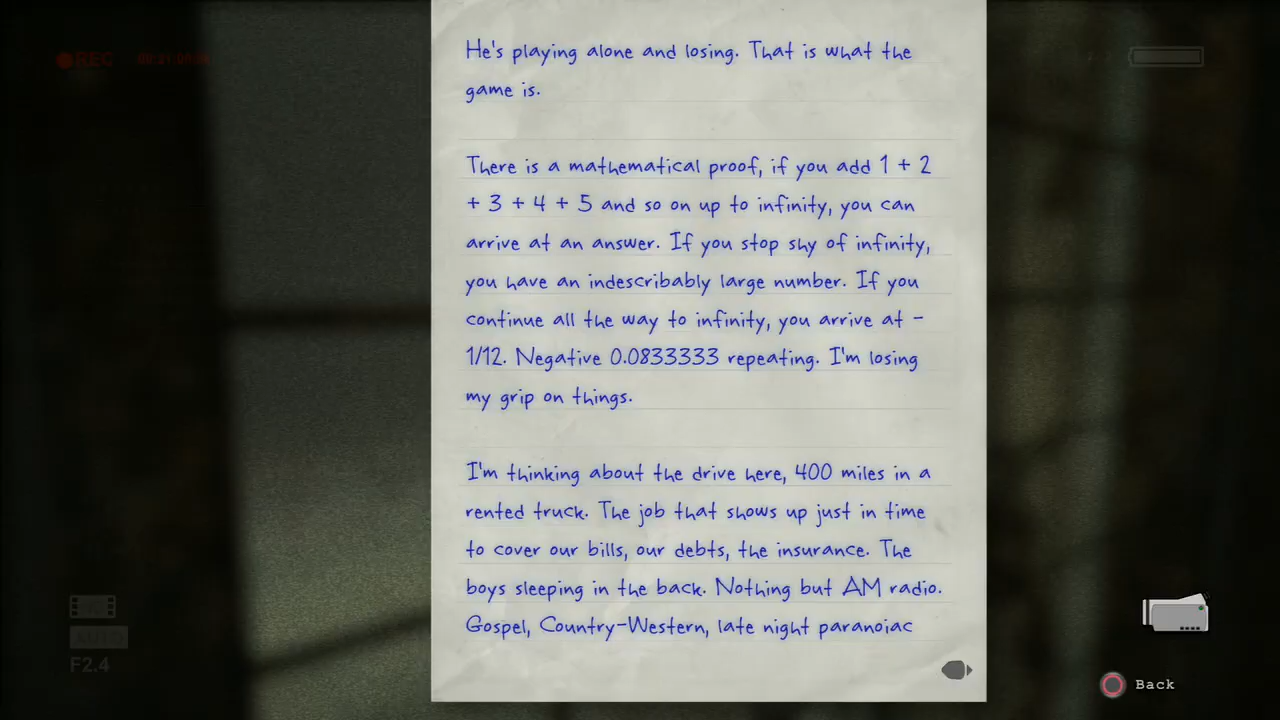 REC
He's playing alone and losing. That is what the
game is.
There is a mathematical proof, if you add 1 + 2
+ 3 + 4 + 5 and so on up to infinity, you can
arrive at an answer. If you stop shy of infinity,
you have an indescribably large number. If you
continue all the way to infinity, you arrive at -
1/12. Negative 0.0833333 repeating. I'm losing
my grip on things.
I'm thinking about the drive here, 400 miles in a
rented truck. The job that shows up just in time
to cover our bills, our debts, the insurance. The
boys sleeping in the back. Nothing but AM radio.
Gospel, Country-Western, late night paranoiac
AUTO
F2.4
Back